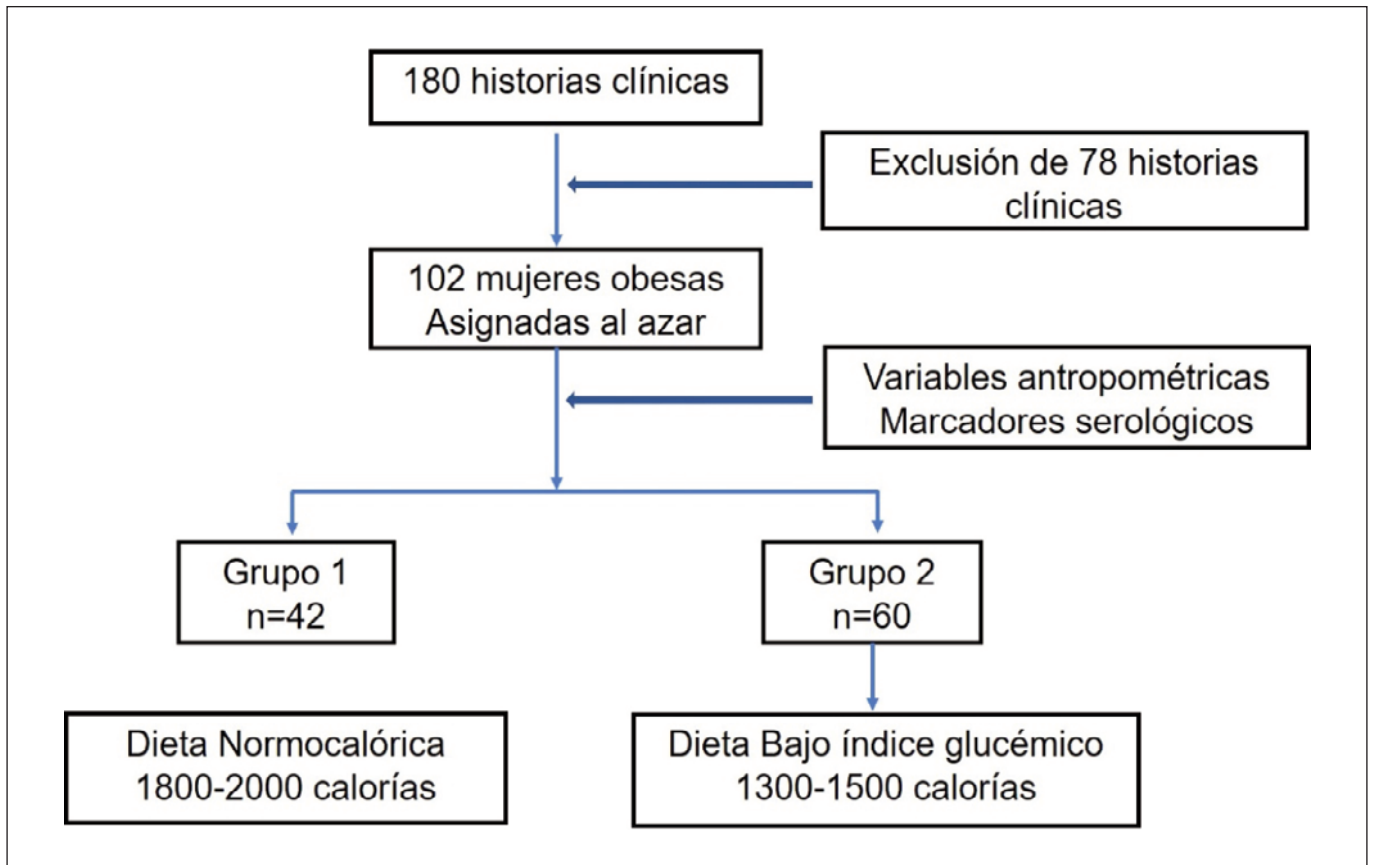 180 historias clínicas
Exclusión de 78 historias
clínicas
102 mujeres obesas
Asignadas al azar
Variables antropométricas
Marcadores serológicos
Grupo 1
n=42
Grupo 2
n=60
Dieta Normocalórica
1800-2000 calorías
Dieta Bajo índice glucémico
1300-1500 calorías